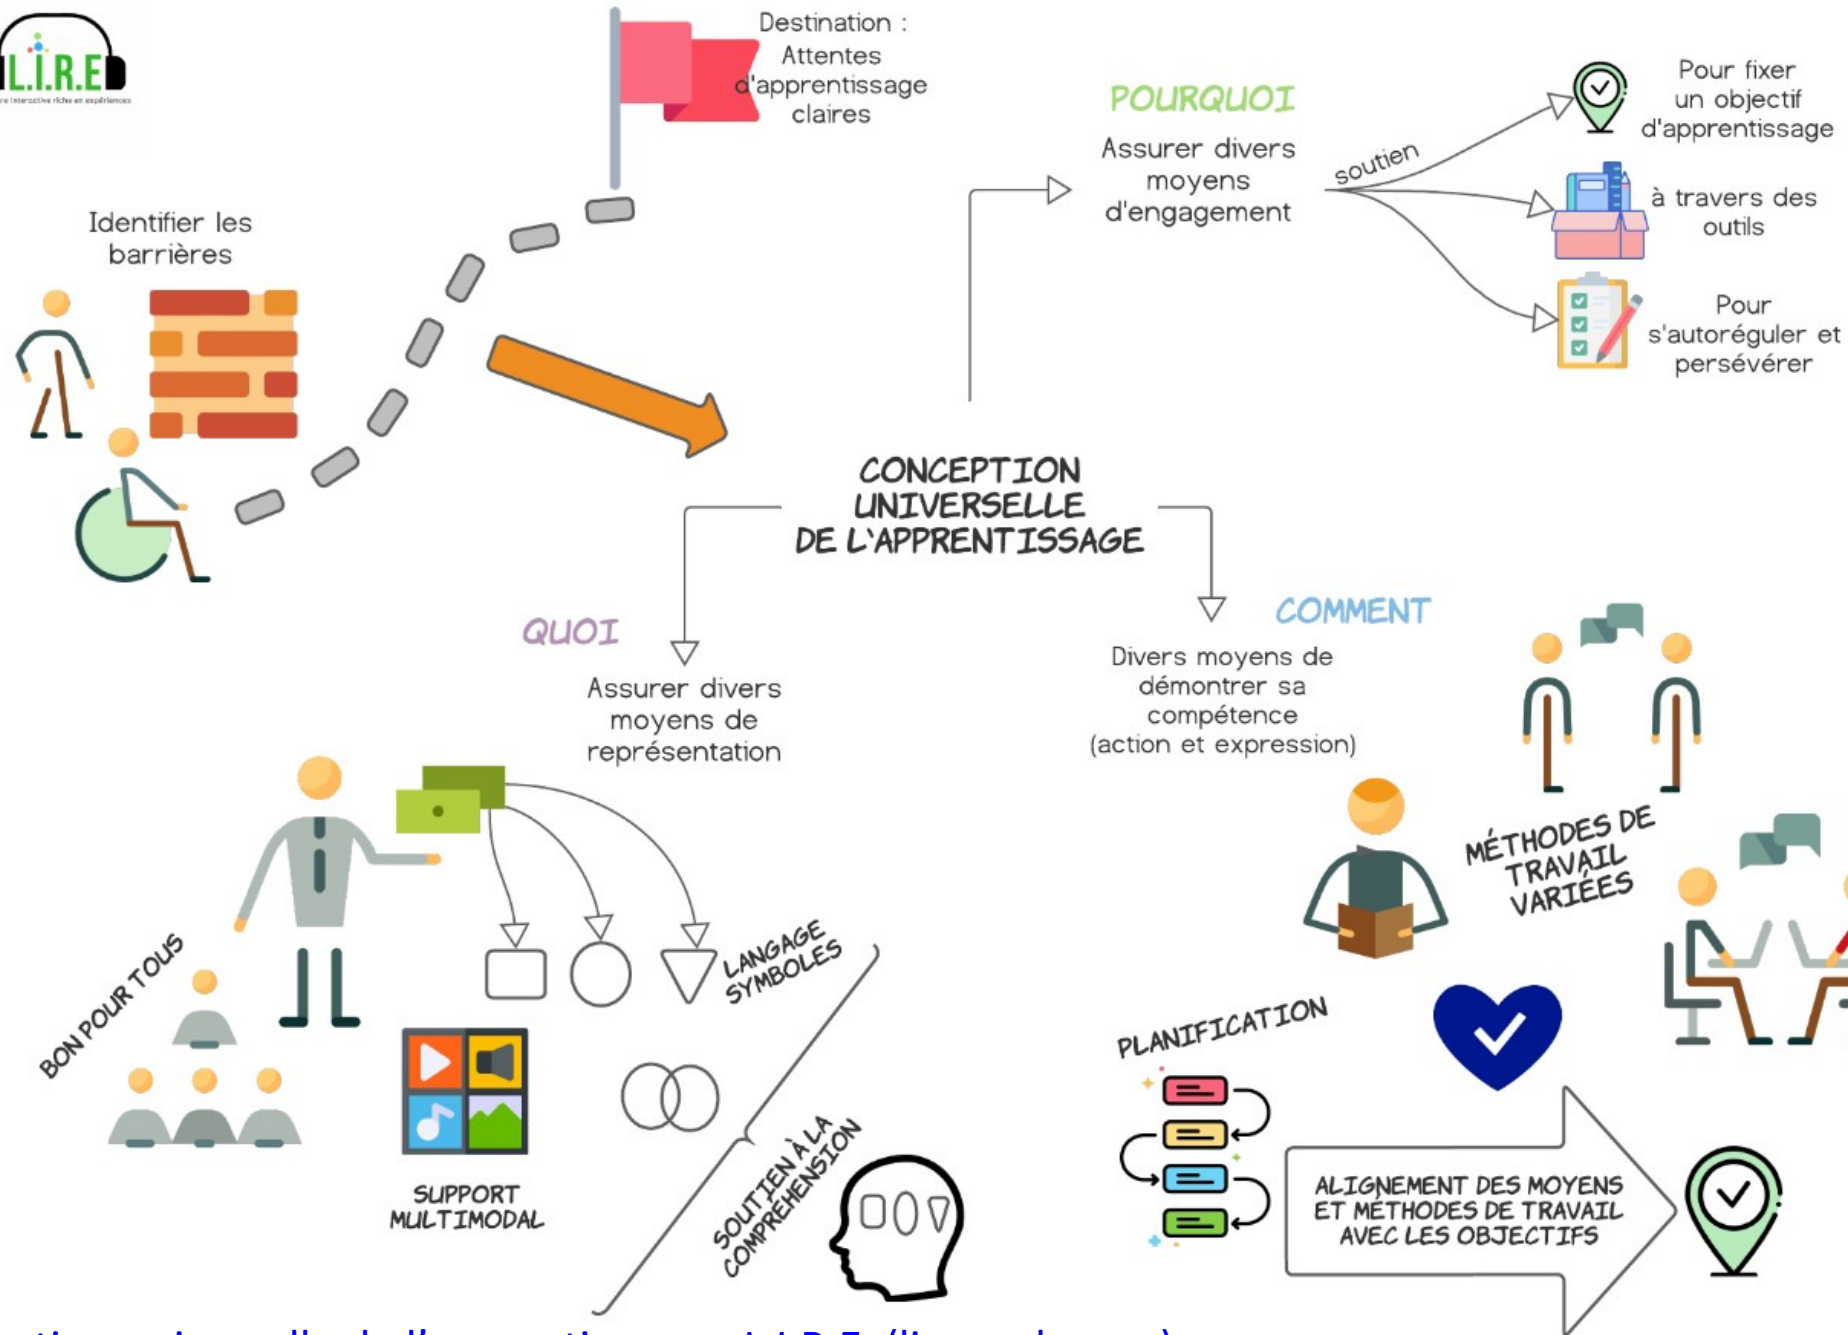 L.I.R.E
Destination :
Attentes
d'apprentissage
claires
Identifier les
barrières
POURQUOI
Assurer divers
moyens
d'engagement
soutien
Pour fixer
un objectif
d'apprentissage
à travers des
outils
Pour
s'autoréguler et
persévérer
CONCEPTION
UNIVERSELLE
DE L'APPRENTISSAGE
QUOI
Assurer divers
moyens de
représentation
COMMENT
Divers moyens de
démontrer sa
compétence
(action et expression)
MÉTHODES DE
TRAVAIL
VARIÉES
BON POUR TOUS
LANGAGE
SYMBOLES
SUPPORT
MULTIMODAL
SOUTIEN À LA
COMPRÉHENSION
PLANIFICATION
ALIGNEMENT DES MOYENS
ET MÉTHODES DE TRAVAIL
AVEC LES OBJECTIFS